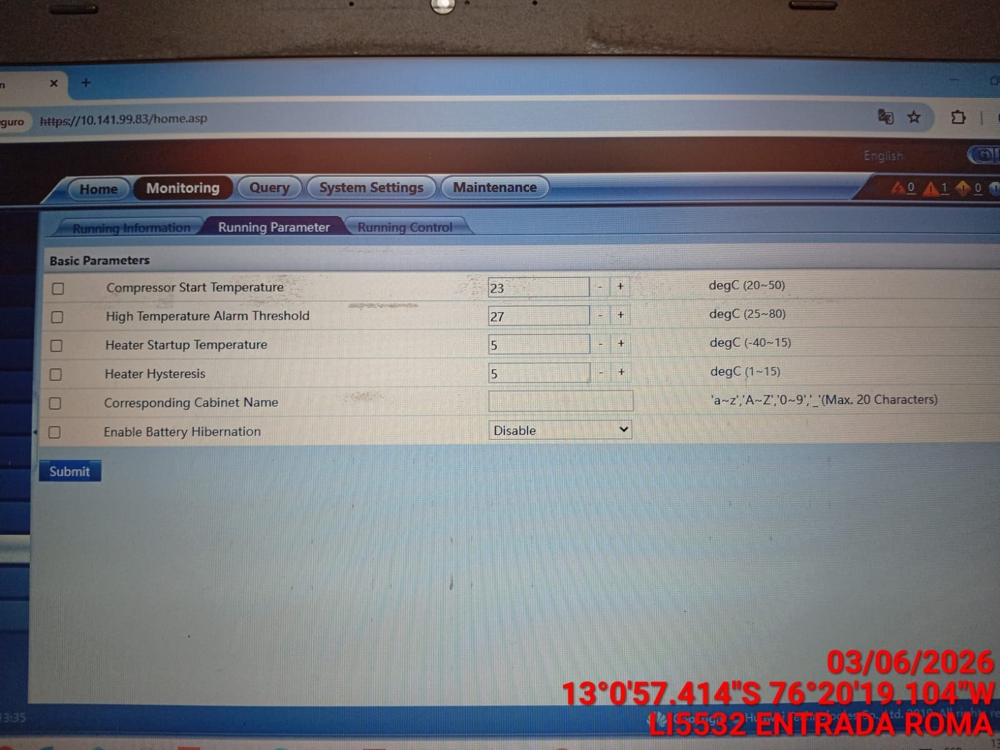 n × +
guro https://10.141.99.83/home.asp
English
Home Monitoring Query System Settings Maintenance 0 1 0
Running Information Running Parameter Running Control
Basic Parameters
Compressor Start Temperature 23 - + degC (20~50)
High Temperature Alarm Threshold 27 - + degC (25~80)
Heater Startup Temperature 5 - + degC (-40~15)
Heater Hysteresis 5 - + degC (1~15)
Corresponding Cabinet Name 'a~z','A~Z','0~9','_'(Max. 20 Characters)
Enable Battery Hibernation Disable
Submit
03/06/2026
13°0'57.414"S 76°20'19.104"W
3:35
LI5532 ENTRADA ROMA